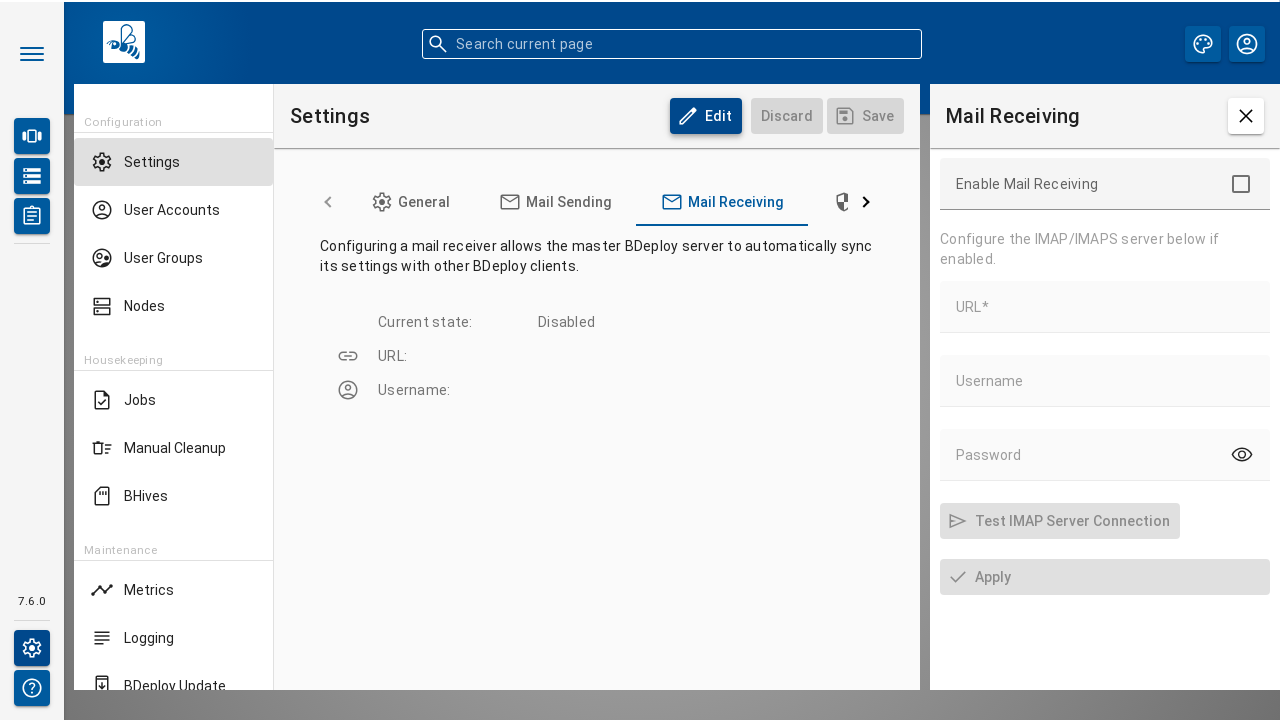 Search current page
Configuration
Settings
User Accounts
User Groups
Nodes
Housekeeping
Jobs
Manual Cleanup
BHives
Maintenance
Metrics
Logging
BDeploy Update
7.6.0
Settings
Edit
Discard
Save
General
Mail Sending
Mail Receiving
Configuring a mail receiver allows the master BDeploy server to automatically sync
its settings with other BDeploy clients.
Current state: Disabled
URL:
Username:
Mail Receiving
Enable Mail Receiving
Configure the IMAP/IMAPS server below if
enabled.
URL*
Username
Password
Test IMAP Server Connection
Apply